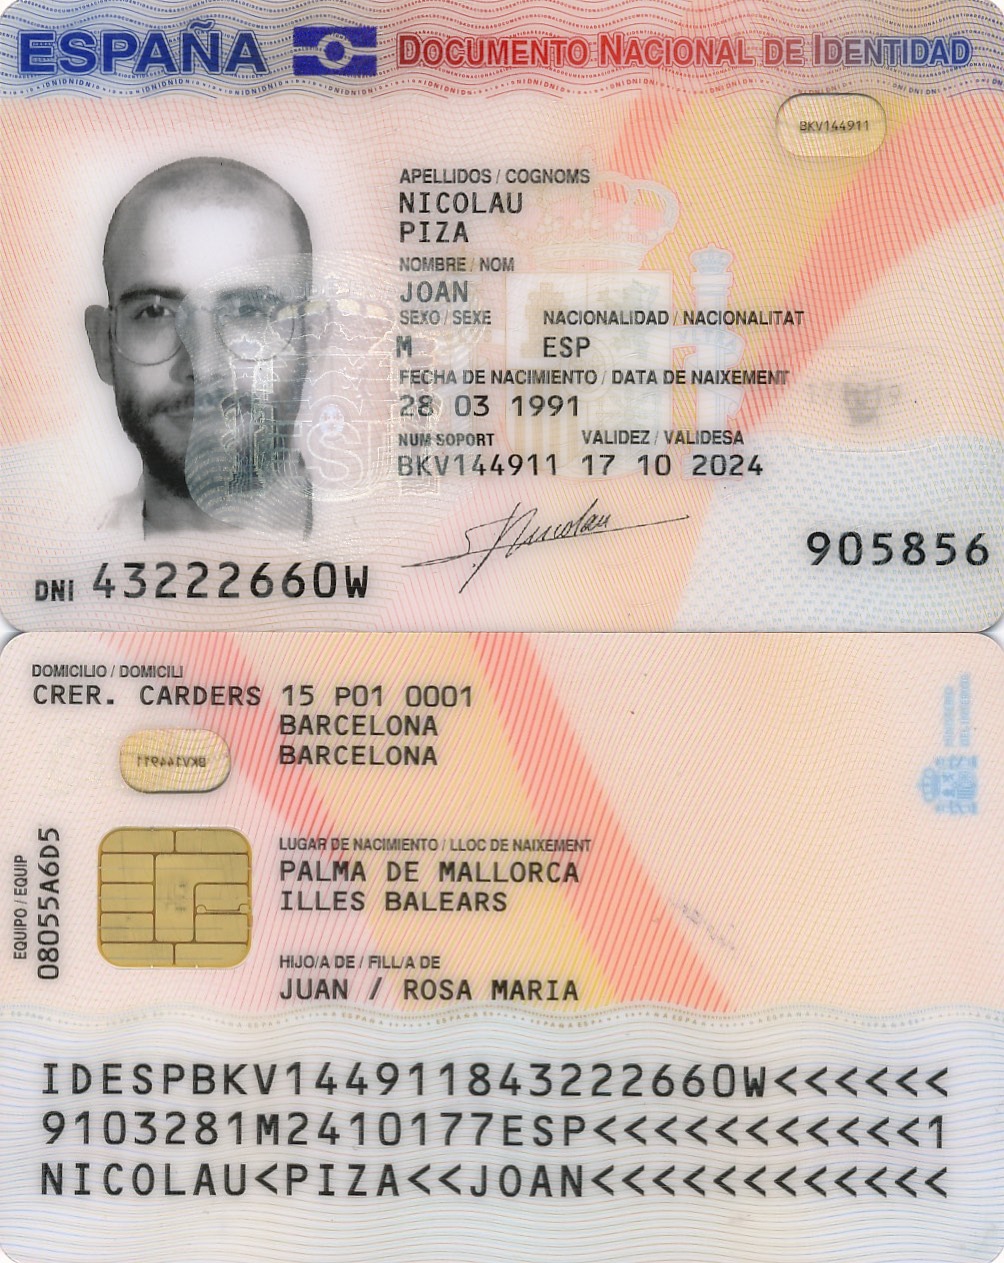 ESPAÑA DOCUMENTO NACIONAL DE IDENTIDAD
BKV144911
APELLIDOS / COGNOMS
NICOLAU
PIZA
NOMBRE / NOM
JOAN
SEXO / SEXE NACIONALIDAD / NACIONALITAT
M ESP
FECHA DE NACIMIENTO / DATA DE NAIXEMENT
28 03 1991
NUM SOPORT VALIDEZ / VALIDESA
BKV144911 17 10 2024
J Nicolau
905856
DNI 43222660W
DOMICILIO / DOMICILI
CRER. CARDERS 15 P01 0001
BARCELONA
BARCELONA
BKV144911
EQUIPO / EQUIP
08055A6D5
LUGAR DE NACIMIENTO / LLOC DE NAIXEMENT
PALMA DE MALLORCA
ILLES BALEARS
HIJO/A DE / FILL/A DE
JUAN / ROSA MARIA
IDESPBKV144911843222660W<<<<<<
9103281M2410177ESP<<<<<<<<<<<1
NICOLAU<PIZA<<JOAN<<<<<<<<<<<<